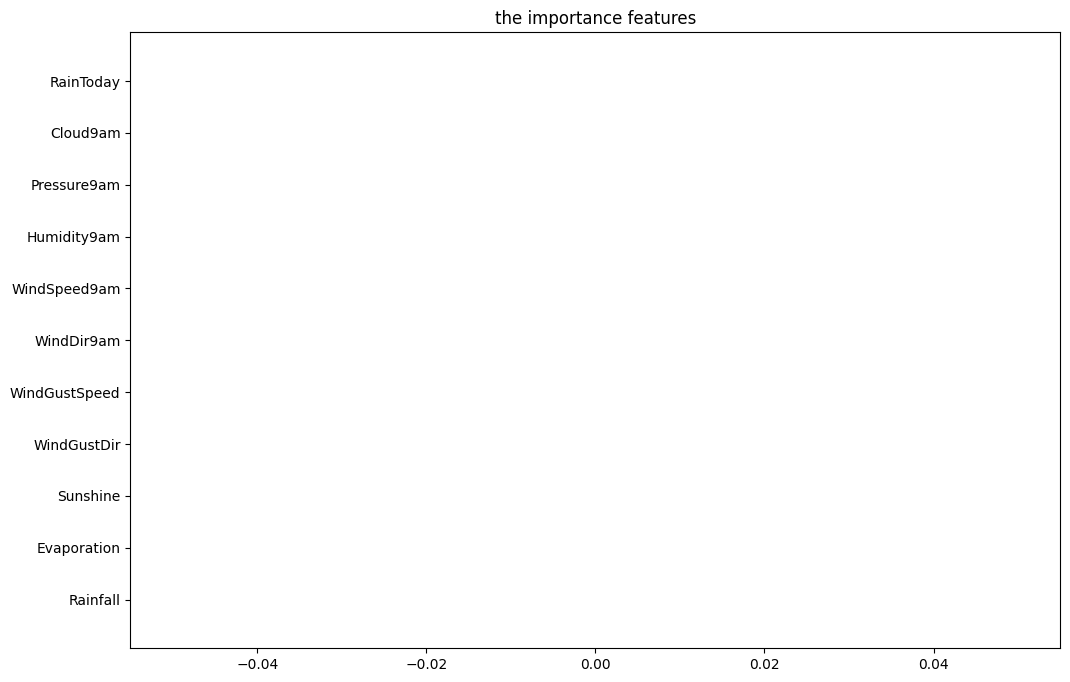 the importance features
RainToday
Cloud9am
Pressure9am
Humidity9am
WindSpeed9am
WindDir9am
WindGustSpeed
WindGustDir
Sunshine
Evaporation
Rainfall
−0.04 −0.02 0.00 0.02 0.04